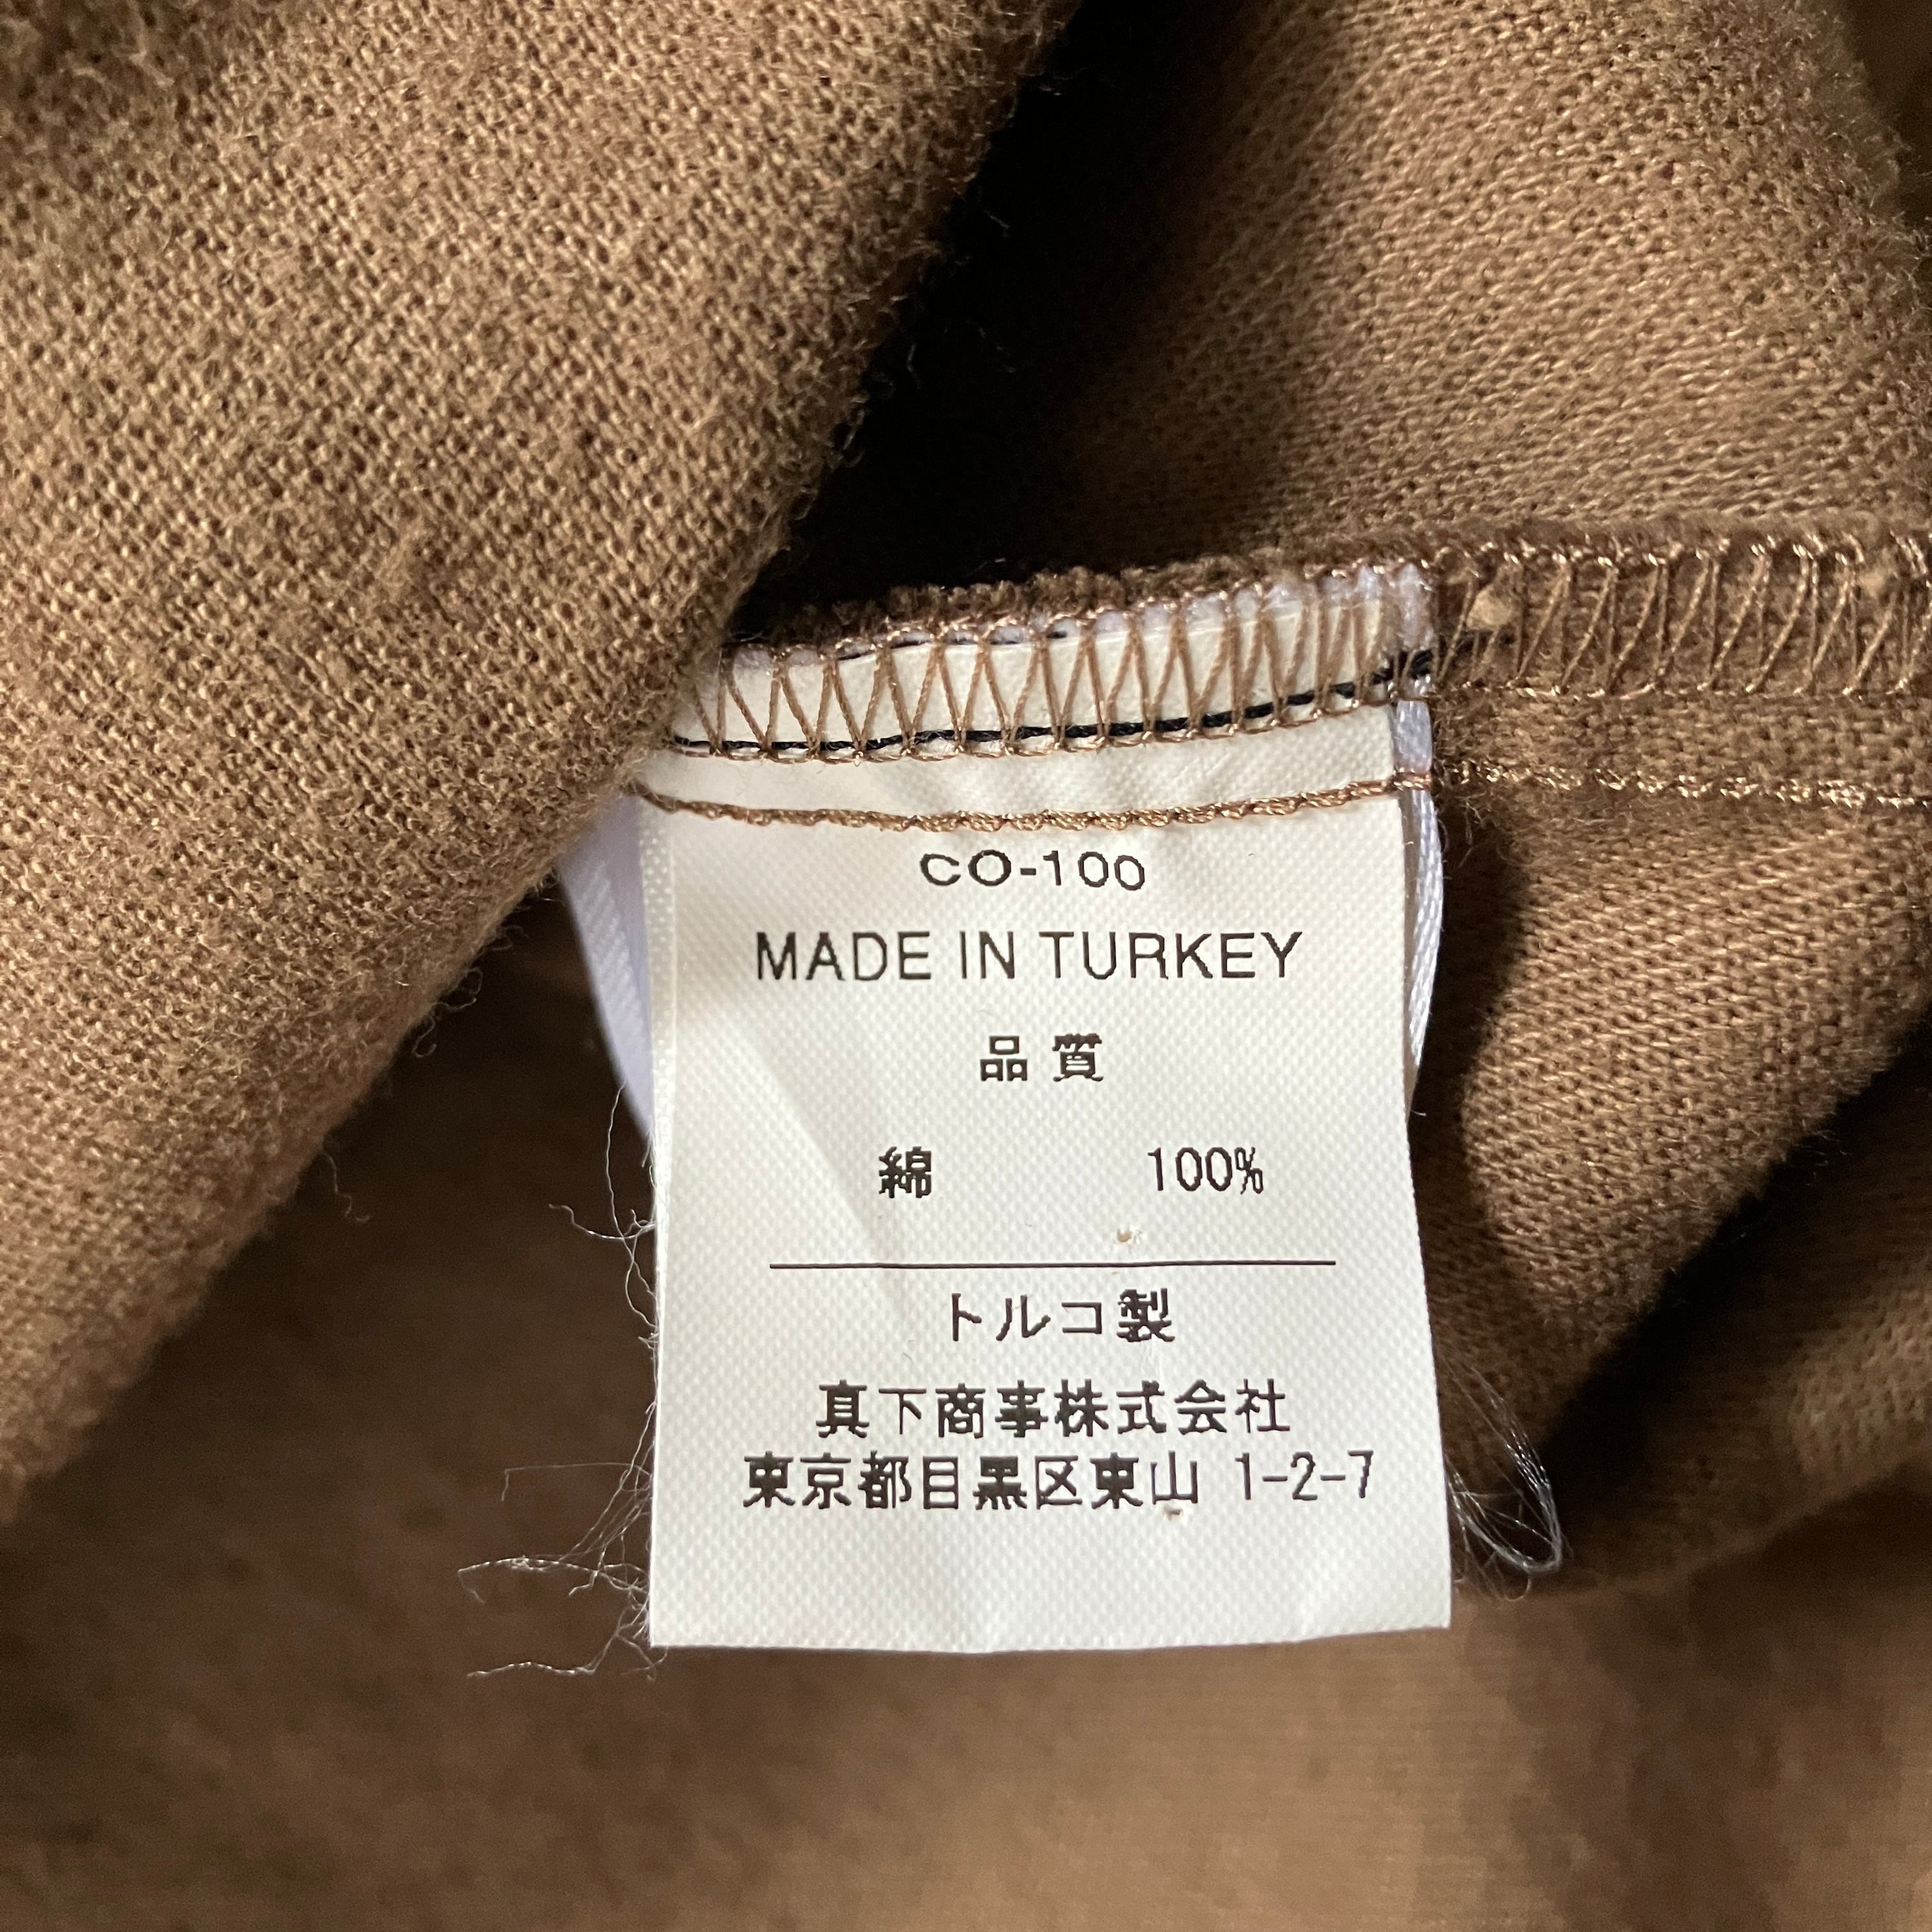 CO-100
MADE IN TURKEY
品質
綿 100%
トルコ製
真下商事株式会社
東京都目黒区東山 1-2-7